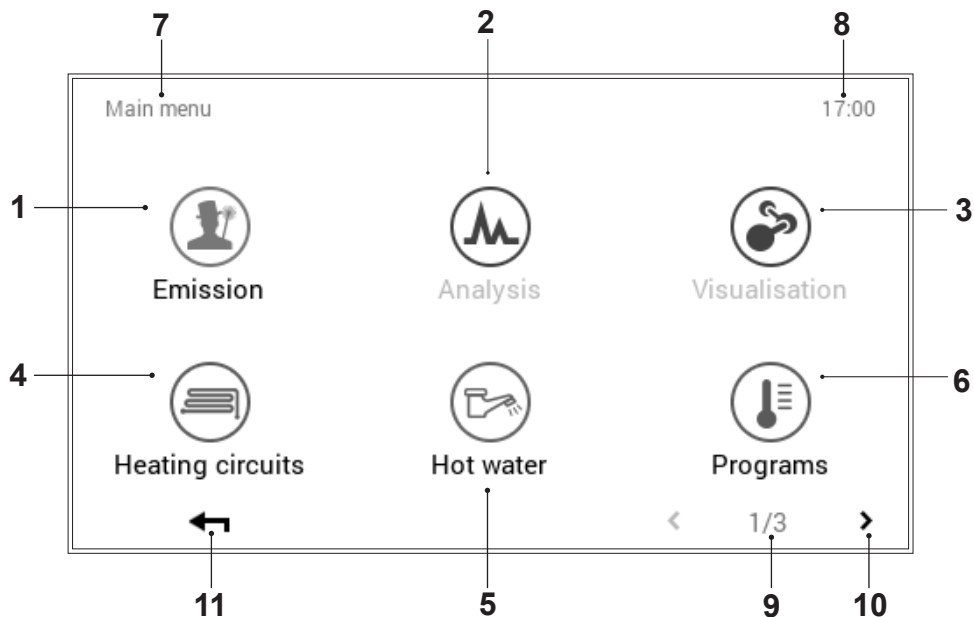 7 2 8
Main menu 17:00
1 3
Emission Analysis Visualisation
4 6
Heating circuits Hot water Programs
< 1/3 >
11 5 9 10